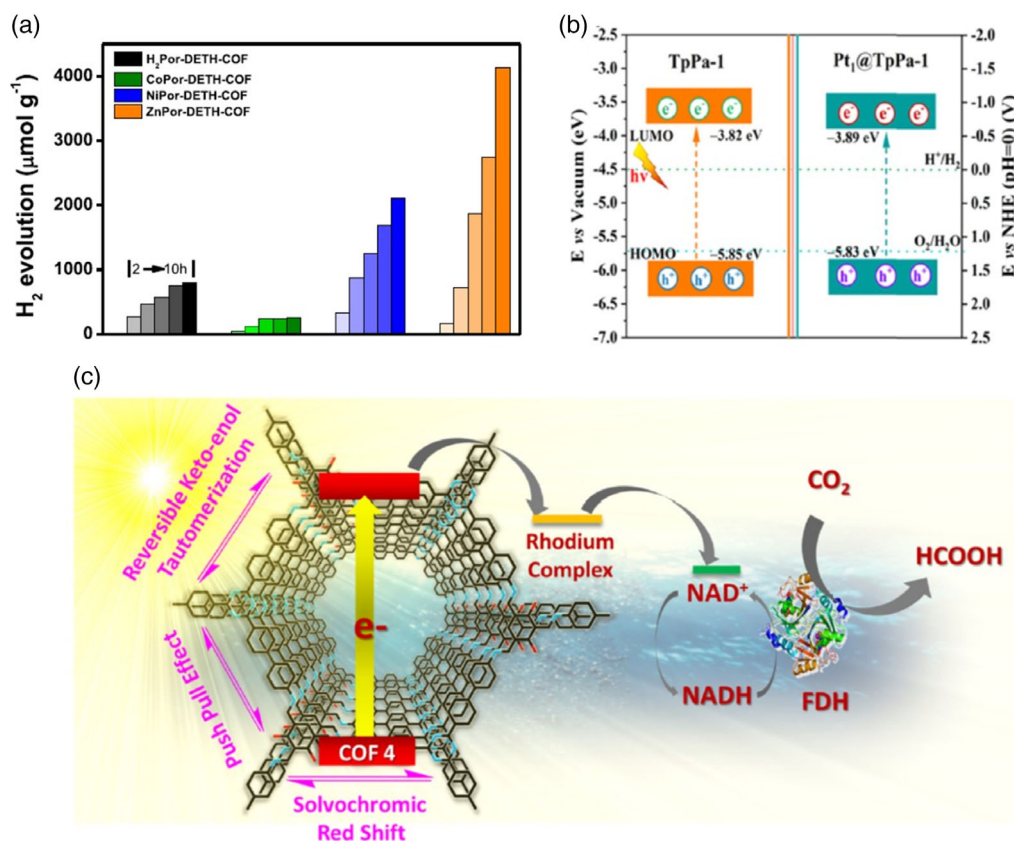 (a)
H₂Por-DETH-COF
CoPor-DETH-COF
NiPor-DETH-COF
ZnPor-DETH-COF
H₂ evolution (μmol g⁻¹)
4000
3000
2000
1000
0
2 → 10h
(b)
TpPa-1
Pt₁@TpPa-1
E vs Vacuum (eV)
-2.5
-3.0
-3.5
-4.0
-4.5
-5.0
-5.5
-6.0
-6.5
-7.0
e⁻ e⁻ e⁻
e⁻ e⁻ e⁻
LUMO
−3.82 eV
−3.89 eV
hν
H⁺/H₂
O₂/H₂O
HOMO
−5.85 eV
−5.83 eV
h⁺ h⁺ h⁺
h⁺ h⁺ h⁺
-2.0
-1.5
-1.0
-0.5
0.0
0.5
1.0
1.5
2.0
2.5
E vs NHE (pH=0) (V)
(c)
Reversible Keto-enol
Tautomerization
Push Pull Effect
e-
COF 4
Solvochromic
Red Shift
Rhodium
Complex
NAD⁺
NADH
CO₂
HCOOH
FDH